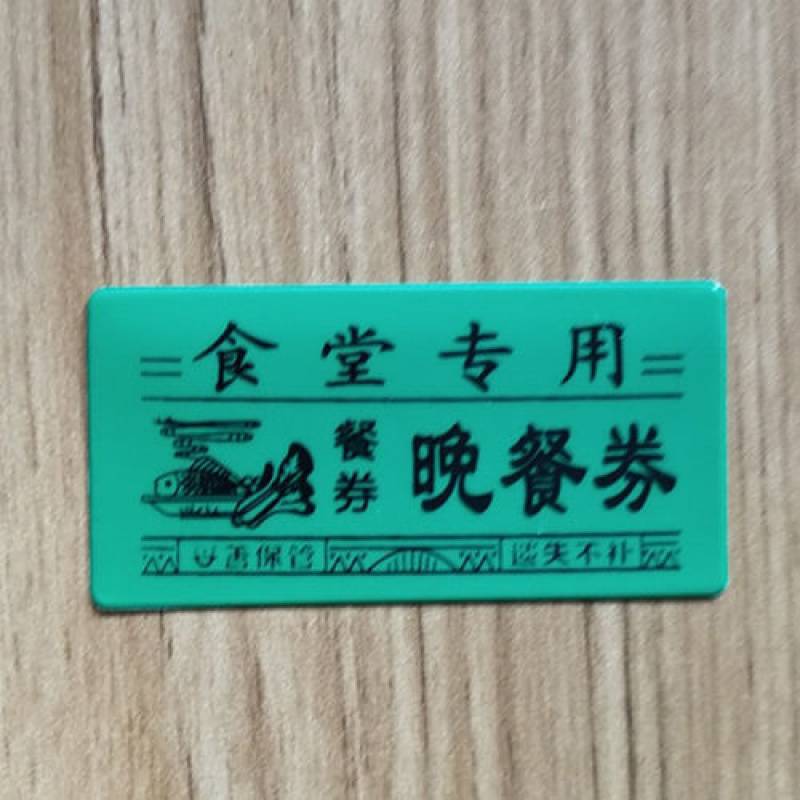 食堂专用
餐券
晚餐券
妥善保管
遗失不补